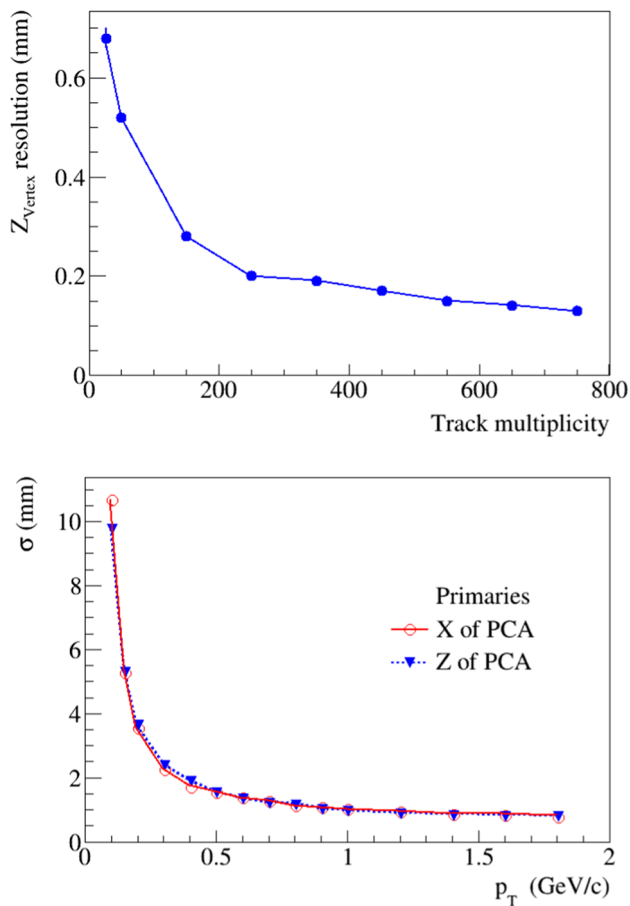 Z_Vertex resolution (mm)
0.6
0.4
0.2
0
0 200 400 600 800
Track multiplicity
σ (mm)
10
8
6
4
2
0
Primaries
X of PCA
Z of PCA
0 0.5 1 1.5 2
p_T (GeV/c)